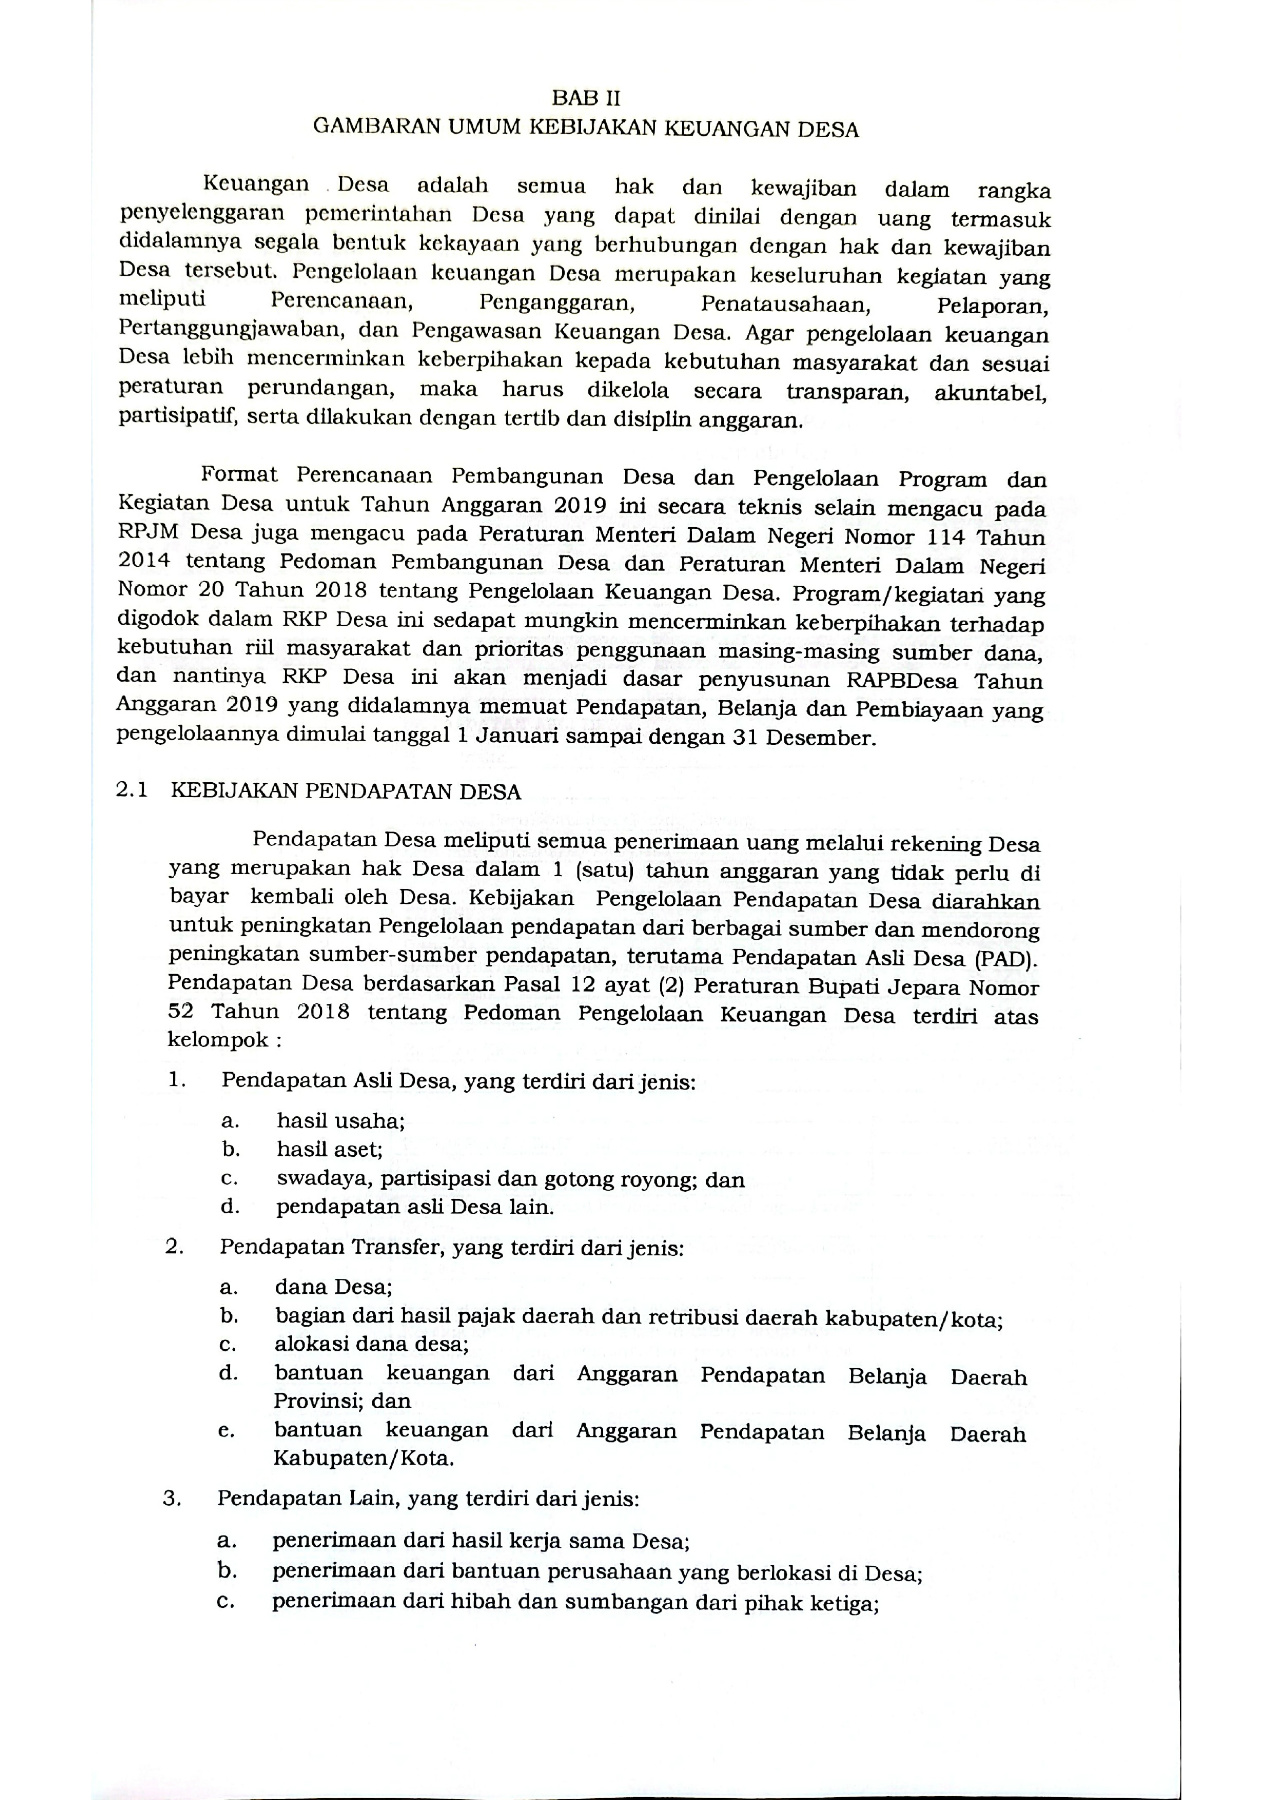 BAB II
GAMBARAN UMUM KEBIJAKAN KEUANGAN DESA
Keuangan Desa adalah semua hak dan kewajiban dalam rangka
penyelenggaran pemerintahan Desa yang dapat dinilai dengan uang termasuk
didalamnya segala bentuk kekayaan yang berhubungan dengan hak dan kewajiban
Desa tersebut. Pengelolaan keuangan Desa merupakan keseluruhan kegiatan yang
meliputi Perencanaan, Penganggaran, Penatausahaan, Pelaporan,
Pertanggungjawaban, dan Pengawasan Keuangan Desa. Agar pengelolaan keuangan
Desa lebih mencerminkan keberpihakan kepada kebutuhan masyarakat dan sesuai
peraturan perundangan, maka harus dikelola secara transparan, akuntabel,
partisipatif, serta dilakukan dengan tertib dan disiplin anggaran.
Format Perencanaan Pembangunan Desa dan Pengelolaan Program dan
Kegiatan Desa untuk Tahun Anggaran 2019 ini secara teknis selain mengacu pada
RPJM Desa juga mengacu pada Peraturan Menteri Dalam Negeri Nomor 114 Tahun
2014 tentang Pedoman Pembangunan Desa dan Peraturan Menteri Dalam Negeri
Nomor 20 Tahun 2018 tentang Pengelolaan Keuangan Desa. Program/kegiatan yang
digodok dalam RKP Desa ini sedapat mungkin mencerminkan keberpihakan terhadap
kebutuhan riil masyarakat dan prioritas penggunaan masing-masing sumber dana,
dan nantinya RKP Desa ini akan menjadi dasar penyusunan RAPBDesa Tahun
Anggaran 2019 yang didalamnya memuat Pendapatan, Belanja dan Pembiayaan yang
pengelolaannya dimulai tanggal 1 Januari sampai dengan 31 Desember.
2.1 KEBIJAKAN PENDAPATAN DESA
Pendapatan Desa meliputi semua penerimaan uang melalui rekening Desa
yang merupakan hak Desa dalam 1 (satu) tahun anggaran yang tidak perlu di
bayar kembali oleh Desa. Kebijakan Pengelolaan Pendapatan Desa diarahkan
untuk peningkatan Pengelolaan pendapatan dari berbagai sumber dan mendorong
peningkatan sumber-sumber pendapatan, terutama Pendapatan Asli Desa (PAD).
Pendapatan Desa berdasarkan Pasal 12 ayat (2) Peraturan Bupati Jepara Nomor
52 Tahun 2018 tentang Pedoman Pengelolaan Keuangan Desa terdiri atas
kelompok :
1. Pendapatan Asli Desa, yang terdiri dari jenis:
a. hasil usaha;
b. hasil aset;
c. swadaya, partisipasi dan gotong royong; dan
d. pendapatan asli Desa lain.
2. Pendapatan Transfer, yang terdiri dari jenis:
a. dana Desa;
b. bagian dari hasil pajak daerah dan retribusi daerah kabupaten/kota;
c. alokasi dana desa;
d. bantuan keuangan dari Anggaran Pendapatan Belanja Daerah
Provinsi; dan
e. bantuan keuangan dari Anggaran Pendapatan Belanja Daerah
Kabupaten/Kota.
3. Pendapatan Lain, yang terdiri dari jenis:
a. penerimaan dari hasil kerja sama Desa;
b. penerimaan dari bantuan perusahaan yang berlokasi di Desa;
c. penerimaan dari hibah dan sumbangan dari pihak ketiga;